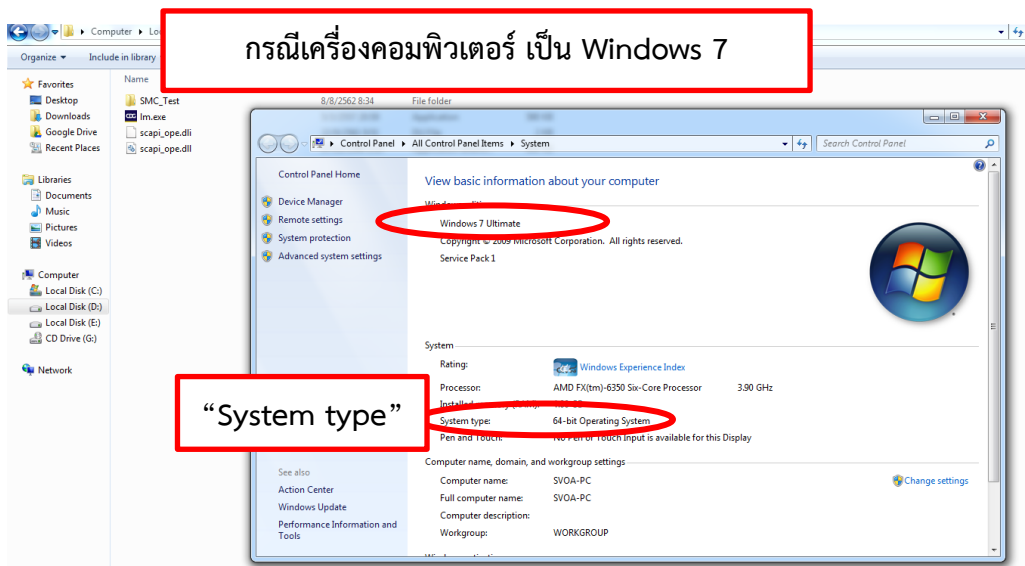 กรณีเครื่องคอมพิวเตอร์ เป็น Windows 7
Computer
Organize
Include in library
Favorites
Desktop
Downloads
Google Drive
Recent Places
Libraries
Documents
Music
Pictures
Videos
Computer
Local Disk (C:)
Local Disk (D:)
Local Disk (E:)
CD Drive (G:)
Network
Name
SMC_Test 8/8/2562 8:34 File folder
lm.exe
scapi_ope.dli
scapi_ope.dll
Control Panel All Control Panel Items System
Search Control Panel
Control Panel Home
Device Manager
Remote settings
System protection
Advanced system settings
See also
Action Center
Windows Update
Performance Information and
Tools
View basic information about your computer
Windows 7 Ultimate
Copyright © 2009 Microsoft Corporation. All rights reserved.
Service Pack 1
System
Rating: Windows Experience Index
Processor: AMD FX(tm)-6350 Six-Core Processor 3.90 GHz
“System type”
System type: 64-bit Operating System
Pen and Touch: No Pen or Touch Input is available for this Display
Computer name, domain, and workgroup settings
Computer name: SVOA-PC
Change settings
Full computer name: SVOA-PC
Computer description:
Workgroup: WORKGROUP